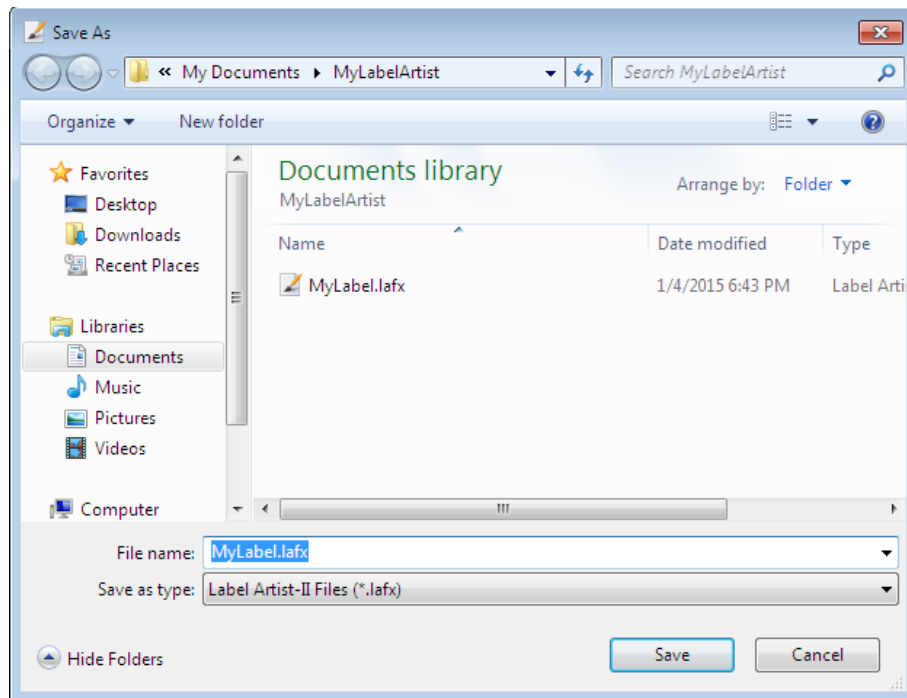 Save As
« My Documents ▸ MyLabelArtist
Search MyLabelArtist
Organize
New folder
Favorites
Desktop
Downloads
Recent Places
Libraries
Documents
Music
Pictures
Videos
Computer
Documents library
MyLabelArtist
Arrange by: Folder
Name Date modified Type
MyLabel.lafx 1/4/2015 6:43 PM Label Arti
File name: MyLabel.lafx
Save as type: Label Artist-II Files (*.lafx)
Hide Folders
Save
Cancel